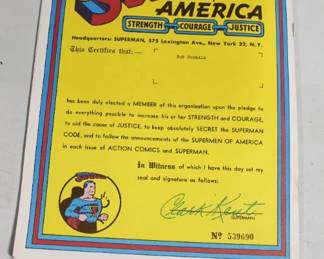 AMERICA
STRENGTH COURAGE JUSTICE
Headquarters: SUPERMAN, 575 Lexington Ave., New York 22, N. Y.
This Certifies that:—
has been duly elected a MEMBER of this organization upon the pledge to
do everything possible to increase his or her STRENGTH and COURAGE,
to aid the cause of JUSTICE, to keep absolutely SECRET the SUPERMAN
CODE, and to follow the announcements of the SUPERMEN OF AMERICA
in each issue of ACTION COMICS and SUPERMAN.
In Witness of which I have this day set my
seal and signature as follows:
Clark Kent
(SUPERMAN)
No 539690